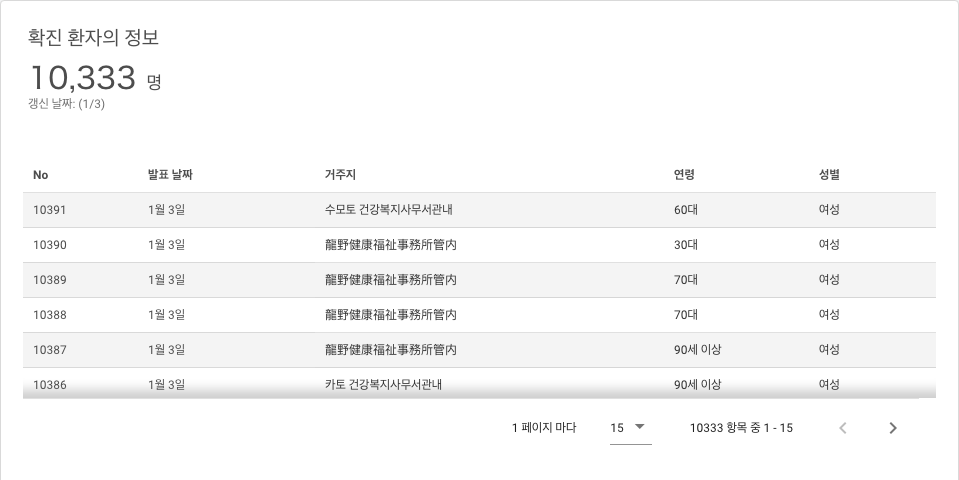 확진 환자의 정보
10,333 명
갱신 날짜: (1/3)
No 발표 날짜 거주지 연령 성별
10391 1월 3일 수모토 건강복지사무서관내 60대 여성
10390 1월 3일 龍野健康福祉事務所管内 30대 여성
10389 1월 3일 龍野健康福祉事務所管内 70대 여성
10388 1월 3일 龍野健康福祉事務所管内 70대 여성
10387 1월 3일 龍野健康福祉事務所管内 90세 이상 여성
10386 1월 3일 카토 건강복지사무서관내 90세 이상 여성
1 페이지 마다 15 10333 항목 중 1 - 15